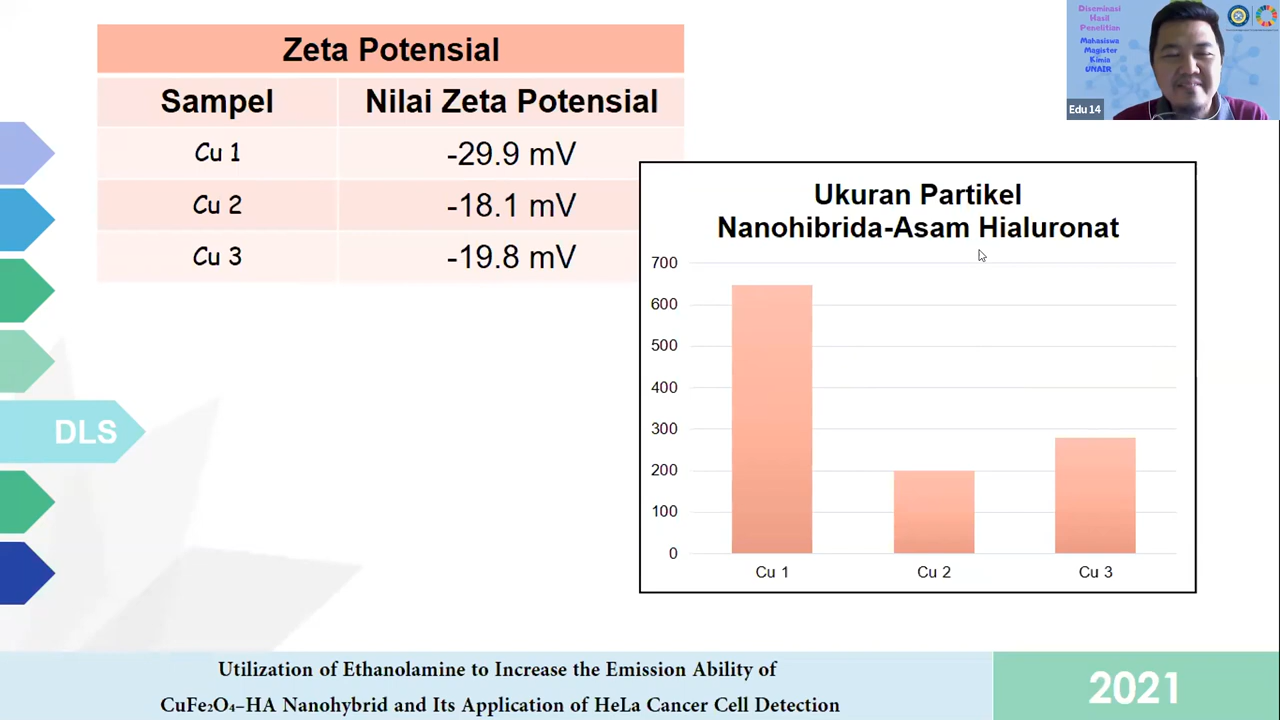 Zeta Potensial
Sampel Nilai Zeta Potensial
Cu 1 -29.9 mV
Cu 2 -18.1 mV
Cu 3 -19.8 mV
Diseminasi
Hasil
Penelitian
Mahasiswa
Magister
Kimia
UNAIR
Edu 14
Ukuran Partikel
Nanohibrida-Asam Hialuronat
700
600
500
400
300
200
100
0
Cu 1 Cu 2 Cu 3
DLS
Utilization of Ethanolamine to Increase the Emission Ability of
CuFe₂O₄–HA Nanohybrid and Its Application of HeLa Cancer Cell Detection
2021